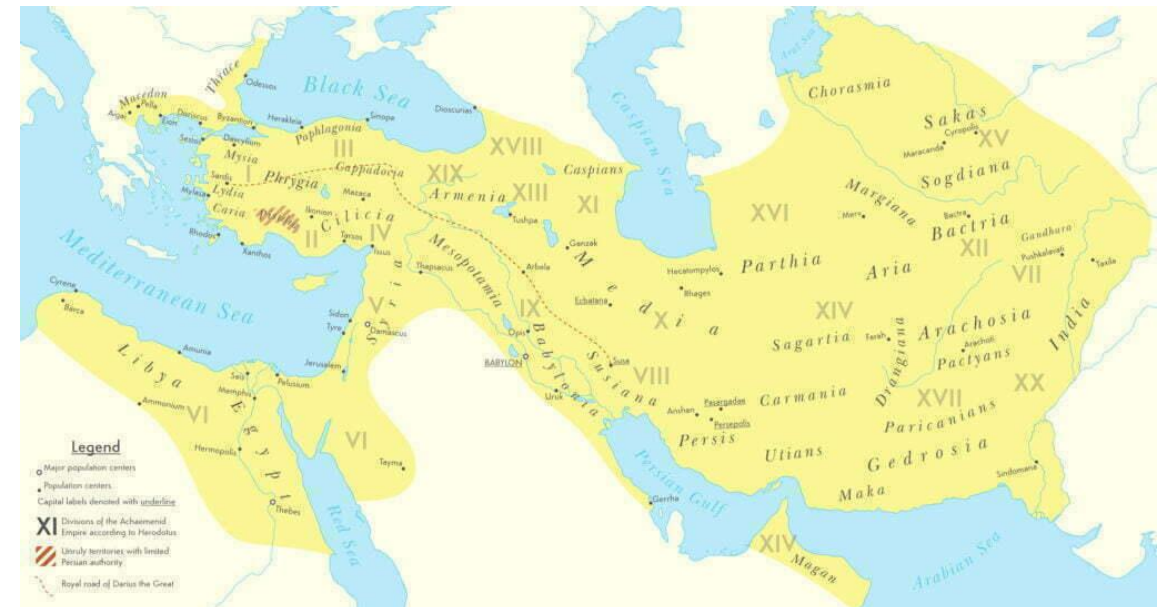 Thrace
Odessos
Black Sea
Aral Sea
Caspian Sea
Chorasmia
Macedon
Pella
Aigai
Eion
Doriscus
Byzantion
Herakleia
Sinope
Dioscurias
Sakas
Cyropolis
XV
Maracanda
Sogdiana
Paphlagonia
III
XVIII
Sestos
Dascylium
Mysia
I
Cappadocia
XIX
Caspians
Sardis
Phrygia
Lydia
Mazaca
Armenia
XIII
XI
Margiana
XVI
Merv
Bactra
Bactria
Mylasa
Caria
Ikonion
Cilicia
II
IV
Tushpa
XII
Gandhara
Pushkalavati
Taxila
VII
Rhodos
Xanthos
Tarsos
Issus
Ganzak
Hecatompylos
Parthia
Aria
Mediterranean Sea
Thapsacus
Mesopotamia
Arbela
Media
Rhages
Ecbatana
X
XIV
Cyrene
Barca
Syria
V
Sidon
Tyre
Damascus
IX
Opis
Babylonia
Sagartia
Farah
Arachosia
Arachoti
Pactyans
India
Drangiana
Amunia
Jerusalem
BABYLON
Susa
Susiana
VIII
Libya
Sais
Pelusium
Memphis
Uruk
Anshan
Pasargadae
Persepolis
Carmania
XVII
XX
Paricanians
Ammonium
VI
Egypt
VI
Persis
Utians
Gedrosia
Hermopolis
Tayma
Persian Gulf
Maka
Sindomana
Thebes
Red Sea
Gerrha
XIV
Magan
Arabian Sea
Legend
Major population centers
Population centers
Capital labels denoted with underline
XI Divisions of the Achaemenid
Empire according to Herodotus
Unruly territories with limited
Persian authority
Royal road of Darius the Great